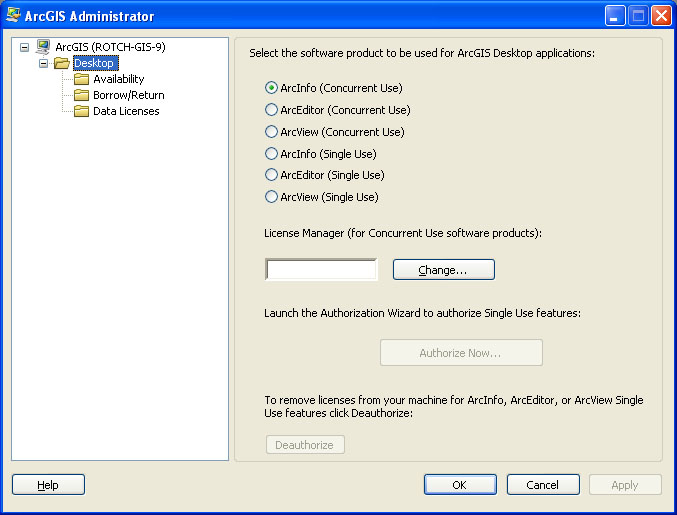 ArcGIS Administrator
ArcGIS (ROTCH-GIS-9)
Desktop
Availability
Borrow/Return
Data Licenses
Select the software product to be used for ArcGIS Desktop applications:
ArcInfo (Concurrent Use)
ArcEditor (Concurrent Use)
ArcView (Concurrent Use)
ArcInfo (Single Use)
ArcEditor (Single Use)
ArcView (Single Use)
License Manager (for Concurrent Use software products):
Change...
Launch the Authorization Wizard to authorize Single Use features:
Authorize Now...
To remove licenses from your machine for ArcInfo, ArcEditor, or ArcView Single
Use features click Deauthorize:
Deauthorize
Help
OK
Cancel
Apply